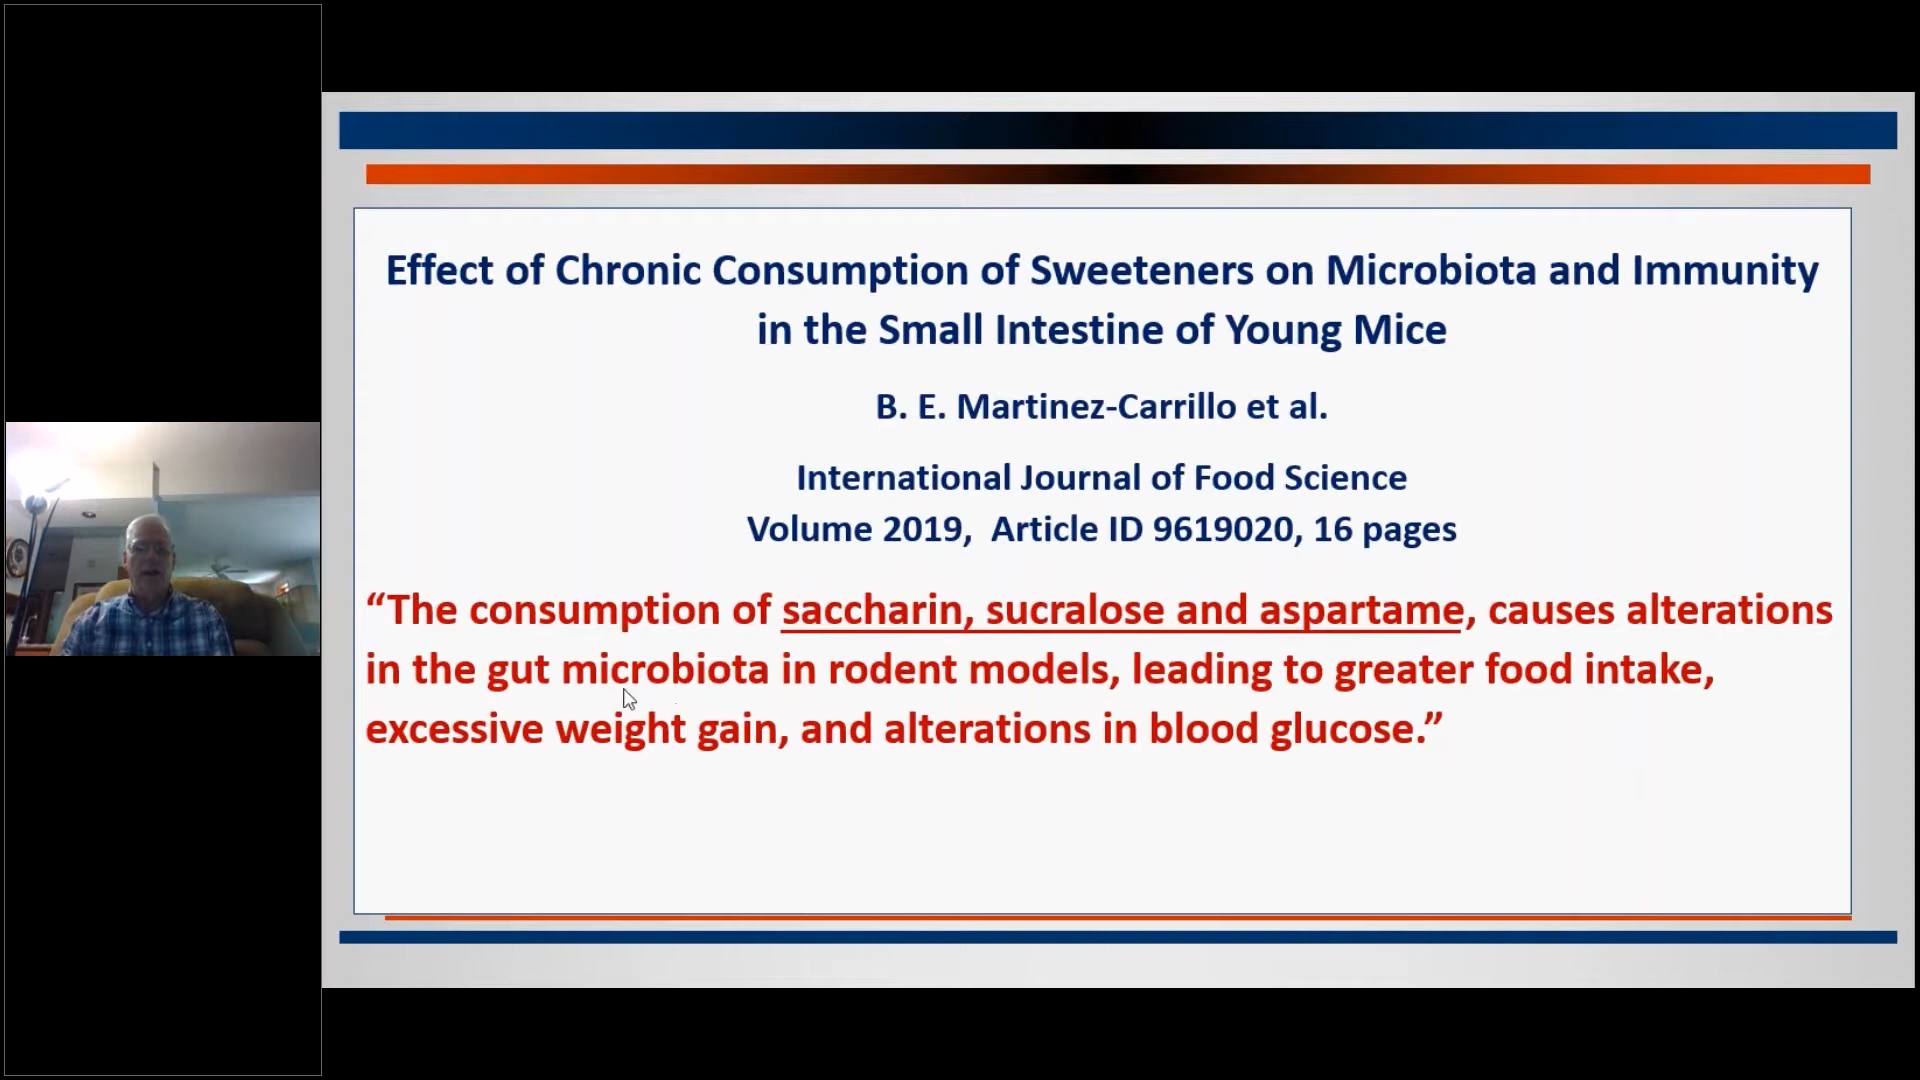 Effect of Chronic Consumption of Sweeteners on Microbiota and Immunity
in the Small Intestine of Young Mice
B. E. Martinez-Carrillo et al.
International Journal of Food Science
Volume 2019, Article ID 9619020, 16 pages
“The consumption of saccharin, sucralose and aspartame, causes alterations
in the gut microbiota in rodent models, leading to greater food intake,
excessive weight gain, and alterations in blood glucose.”